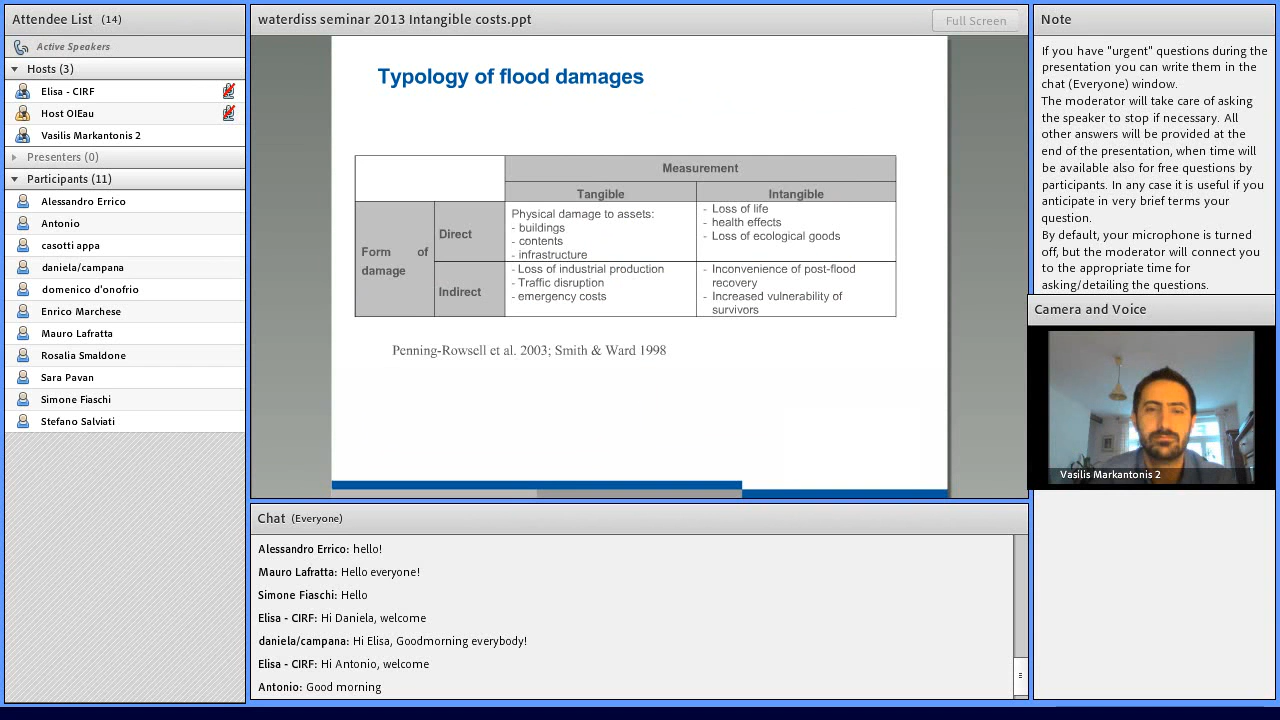 Attendee List (14)
Active Speakers
Hosts (3)
Elisa - CIRF
Host OIEau
Vasilis Markantonis 2
Presenters (0)
Participants (11)
Alessandro Errico
Antonio
casotti appa
daniela/campana
domenico d'onofrio
Enrico Marchese
Mauro Lafratta
Rosalia Smaldone
Sara Pavan
Simone Fiaschi
Stefano Salviati
waterdiss seminar 2013 Intangible costs.ppt
Full Screen
Typology of flood damages
Measurement
Tangible
Intangible
Form of
damage
Direct
Physical damage to assets:
- buildings
- contents
- infrastructure
- Loss of life
- health effects
- Loss of ecological goods
Indirect
- Loss of industrial production
- Traffic disruption
- emergency costs
- Inconvenience of post-flood
recovery
- Increased vulnerability of
survivors
Penning-Rowsell et al. 2003; Smith & Ward 1998
Chat (Everyone)
Alessandro Errico: hello!
Mauro Lafratta: Hello everyone!
Simone Fiaschi: Hello
Elisa - CIRF: Hi Daniela, welcome
daniela/campana: Hi Elisa, Goodmorning everybody!
Elisa - CIRF: Hi Antonio, welcome
Antonio: Good morning
Note
If you have "urgent" questions during the
presentation you can write them in the
chat (Everyone) window.
The moderator will take care of asking
the speaker to stop if necessary. All
other answers will be provided at the
end of the presentation, when time will
be available also for free questions by
participants. In any case it is useful if you
anticipate in very brief terms your
question.
By default, your microphone is turned
off, but the moderator will connect you
to the appropriate time for
asking/detailing the questions.
Camera and Voice
Vasilis Markantonis 2